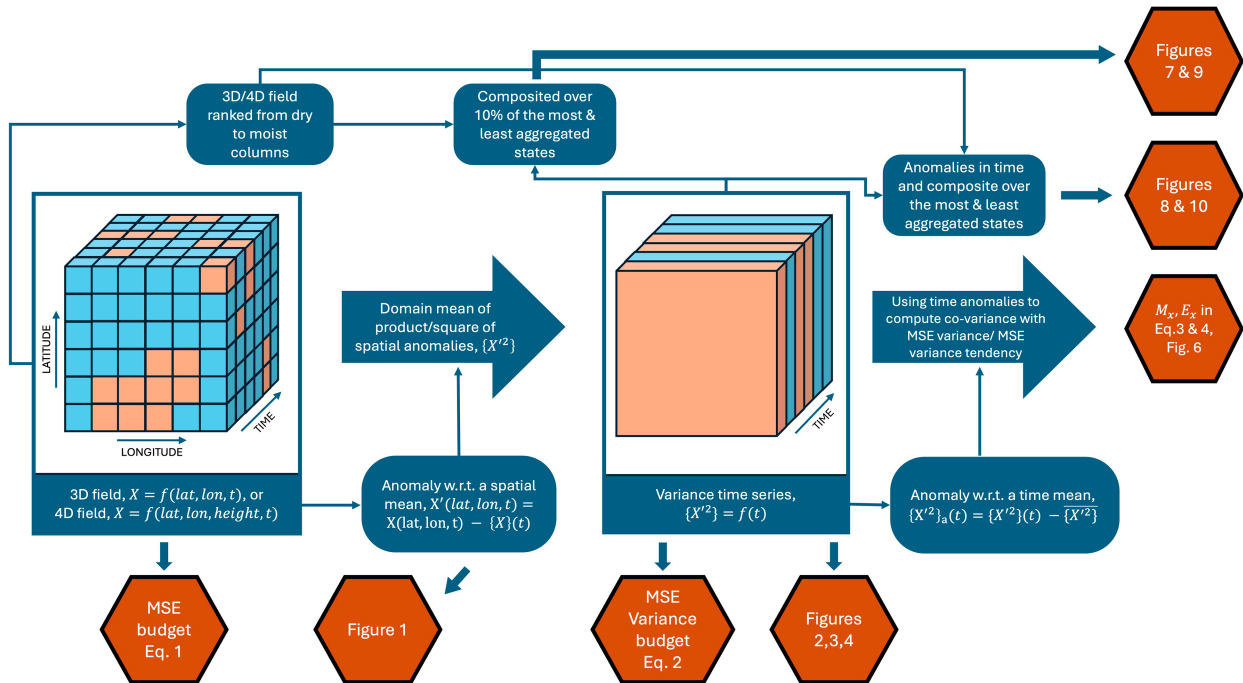 Figures
7 & 9
3D/4D field
ranked from dry
to moist
columns
Composited over
10% of the most &
least aggregated
states
Anomalies in time
and composite over
the most & least
aggregated states
Figures
8 & 10
LATITUDE
LONGITUDE
TIME
3D field, X = f(lat, lon, t), or
4D field, X = f(lat, lon, height, t)
Domain mean of
product/square of
spatial anomalies, {X′²}
Anomaly w.r.t. a spatial
mean, X′(lat, lon, t) =
X(lat, lon, t) − {X}(t)
TIME
Variance time series,
{X′²} = f(t)
Using time anomalies to
compute co-variance with
MSE variance/ MSE
variance tendency
Anomaly w.r.t. a time mean,
{X′²}ₐ(t) = {X′²}(t) − \overline{{X′²}}
Mₓ, Eₓ in
Eq.3 & 4,
Fig. 6
MSE
budget
Eq. 1
Figure 1
MSE
Variance
budget
Eq. 2
Figures
2,3,4